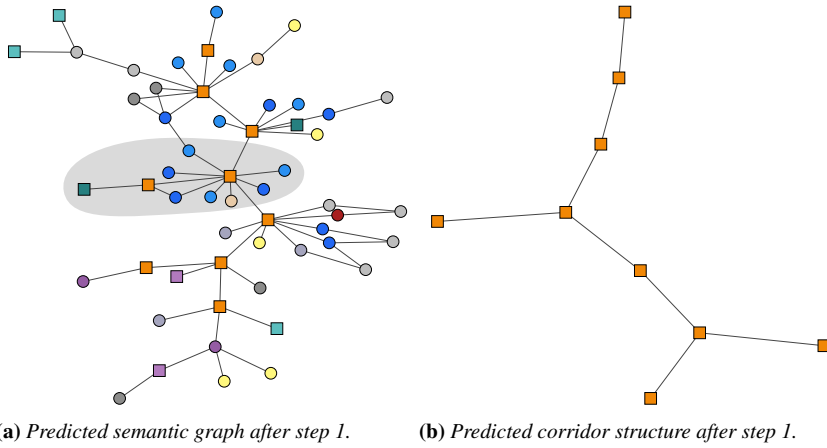 (a) Predicted semantic graph after step 1.
(b) Predicted corridor structure after step 1.